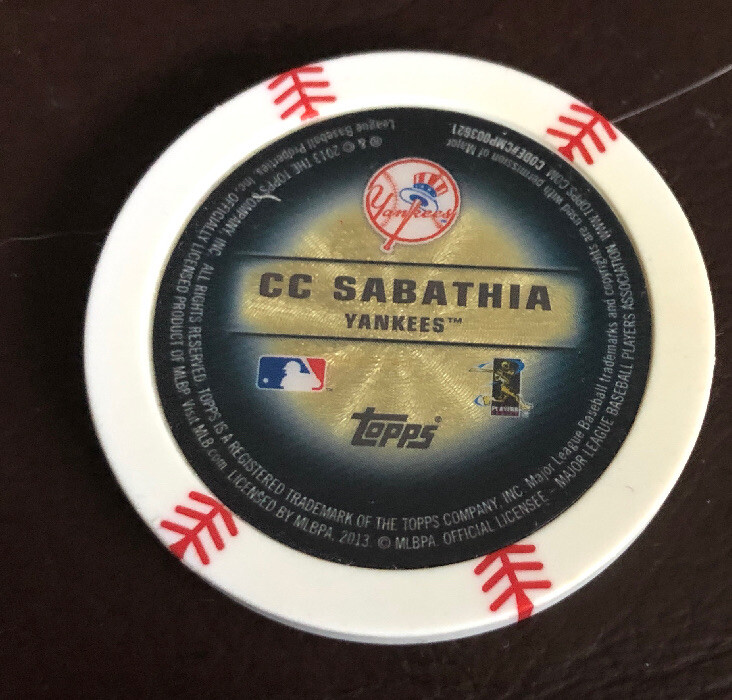 Yankees
CC SABATHIA
YANKEES™
topps®
® & © 2013 THE TOPPS COMPANY, INC. ALL RIGHTS RESERVED. TOPPS IS A REGISTERED TRADEMARK OF THE TOPPS COMPANY, INC. Major League Baseball trademarks and copyrights are used with permission of Major
League Baseball Properties, Inc. OFFICIALLY LICENSED PRODUCT OF MLBP Visit MLB.com. LICENSED BY MLBPA. 2013. © MLBPA. OFFICIAL LICENSEE - MAJOR LEAGUE BASEBALL PLAYERS ASSOCIATION. WWW.TOPPS.COM CODE#CMP003621